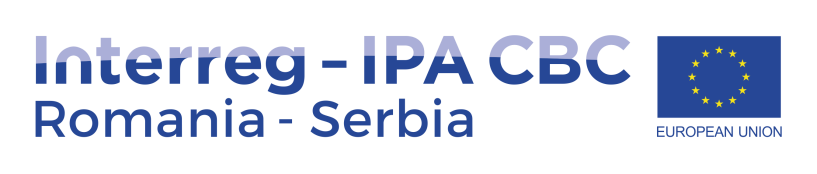 Interreg - IPA CBC
Romania - Serbia
EUROPEAN UNION